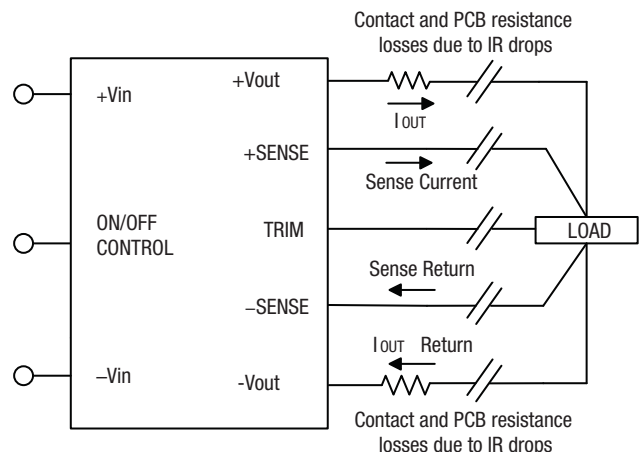 Contact and PCB resistance
losses due to IR drops
+Vout
+Vin
IOUT
+SENSE
Sense Current
ON/OFF
CONTROL
TRIM
LOAD
Sense Return
−SENSE
IOUT Return
−Vin
-Vout
Contact and PCB resistance
losses due to IR drops